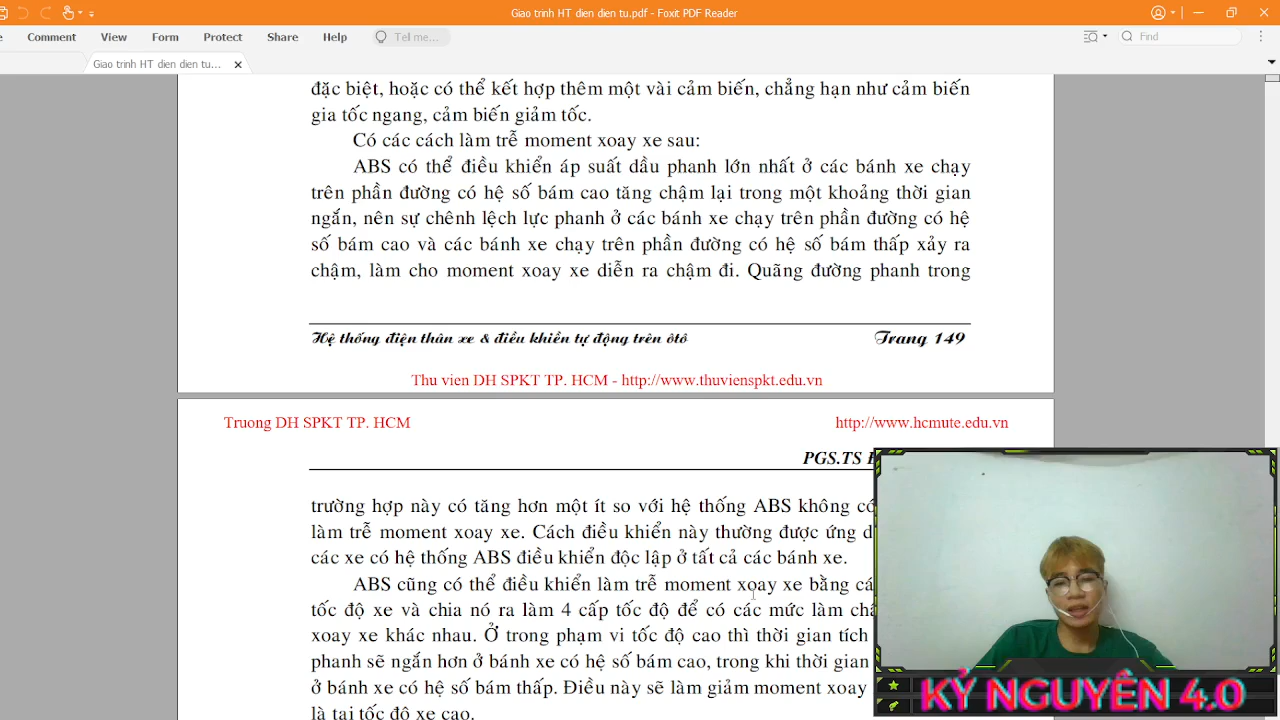 Giao trinh HT dien dien tu.pdf - Foxit PDF Reader
Comment View Form Protect Share Help Tell me... Find
Giao trinh HT dien dien tu...
đặc biệt, hoặc có thể kết hợp thêm một vài cảm biến, chẳng hạn như cảm biến
gia tốc ngang, cảm biến giảm tốc.
Có các cách làm trễ moment xoay xe sau:
ABS có thể điều khiển áp suất dầu phanh lớn nhất ở các bánh xe chạy
trên phần đường có hệ số bám cao tăng chậm lại trong một khoảng thời gian
ngắn, nên sự chênh lệch lực phanh ở các bánh xe chạy trên phần đường có hệ
số bám cao và các bánh xe chạy trên phần đường có hệ số bám thấp xảy ra
chậm, làm cho moment xoay xe diễn ra chậm đi. Quãng đường phanh trong
Hệ thống điện thân xe & điều khiển tự động trên ôtô Trang 149
Thu vien DH SPKT TP. HCM - http://www.thuvienspkt.edu.vn
Truong DH SPKT TP. HCM http://www.hcmute.edu.vn
PGS.TS
trường hợp này có tăng hơn một ít so với hệ thống ABS không có
làm trễ moment xoay xe. Cách điều khiển này thường được ứng
các xe có hệ thống ABS điều khiển độc lập ở tất cả các bánh xe.
ABS cũng có thể điều khiển làm trễ moment xoay xe bằng
tốc độ xe và chia nó ra làm 4 cấp tốc độ để có các mức làm
xoay xe khác nhau. Ở trong phạm vi tốc độ cao thì thời gian tích
phanh sẽ ngắn hơn ở bánh xe có hệ số bám cao, trong khi thời gian
ở bánh xe có hệ số bám thấp. Điều này sẽ làm giảm moment xoay
là tại tốc độ xe cao.
KỶ NGUYÊN 4.0